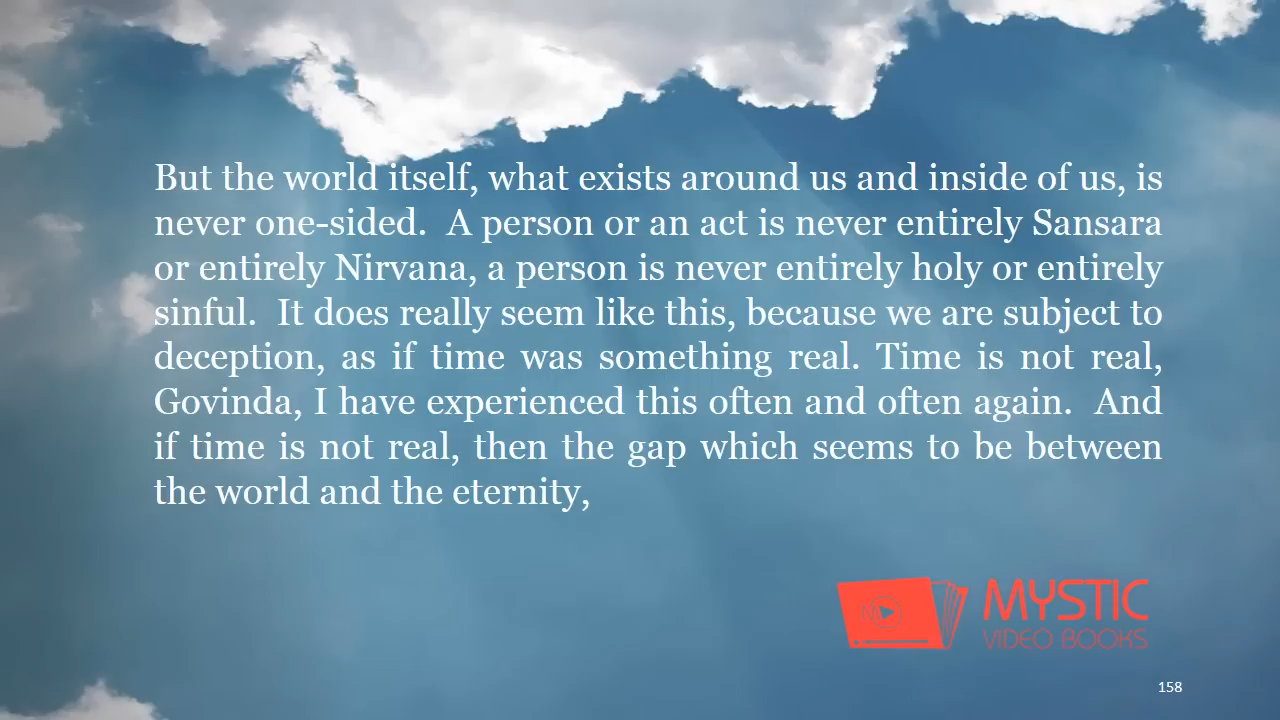 But the world itself, what exists around us and inside of us, is
never one-sided.  A person or an act is never entirely Sansara
or entirely Nirvana, a person is never entirely holy or entirely
sinful.  It does really seem like this, because we are subject to
deception, as if time was something real. Time is not real,
Govinda, I have experienced this often and often again.  And
if time is not real, then the gap which seems to be between
the world and the eternity,
MYSTIC
VIDEO BOOKS
158